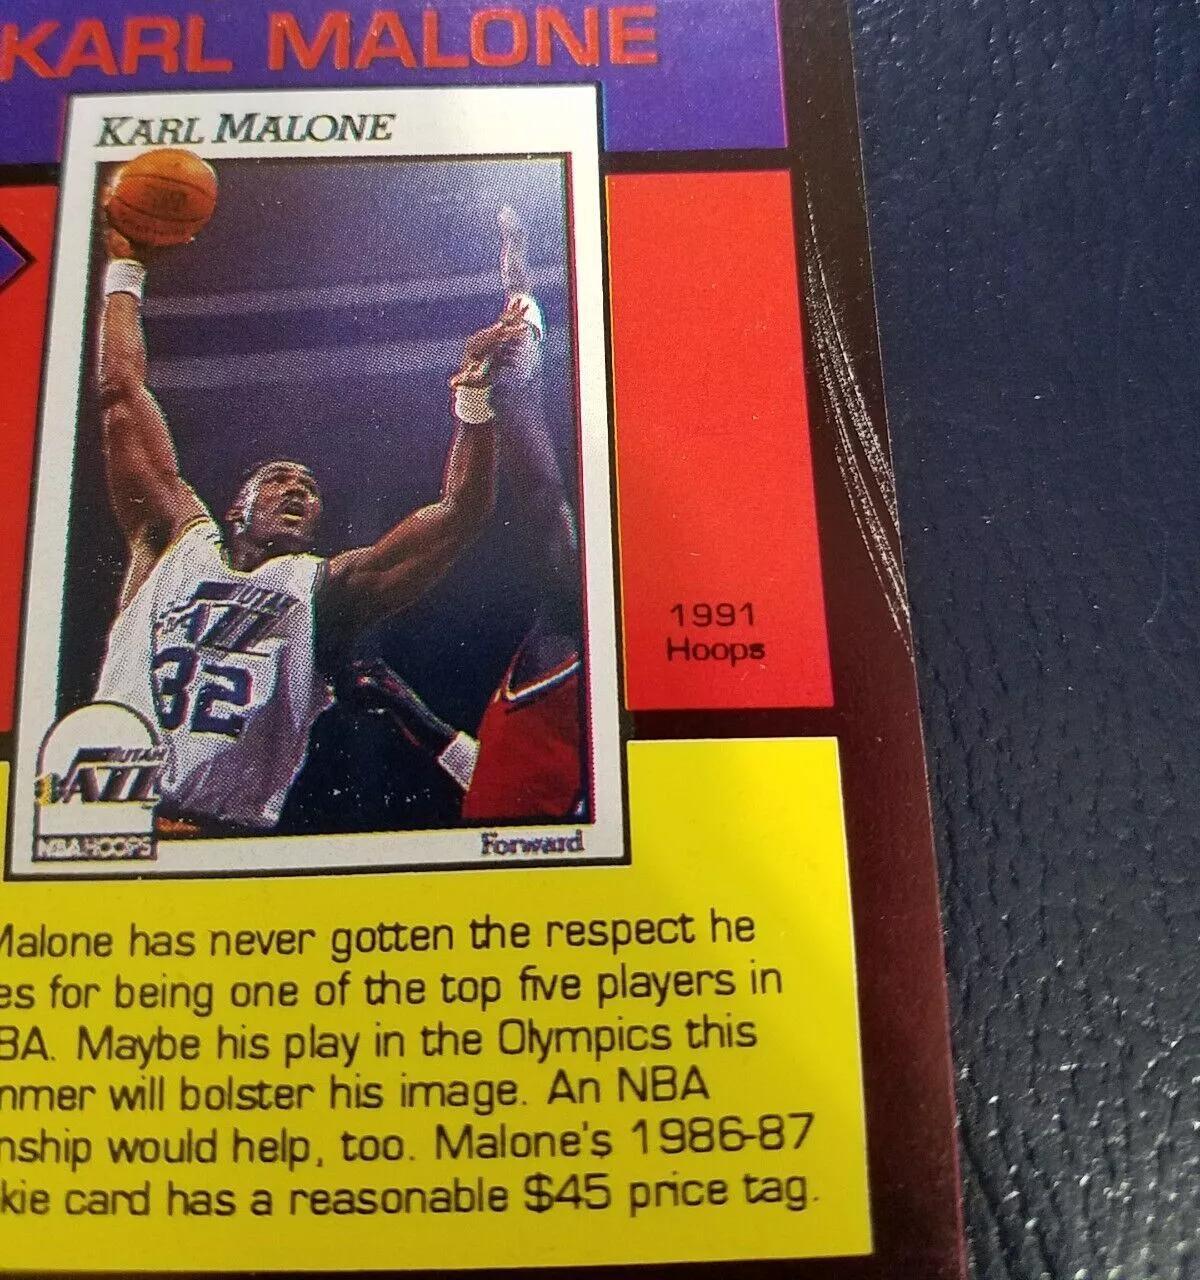 KARL MALONE
KARL MALONE
UTAH
JAZZ
32
UTAH
JAZZ
NBA HOOPS
Forward
1991
Hoops
Malone has never gotten the respect he
es for being one of the top five players in
BA. Maybe his play in the Olympics this
mmer will bolster his image. An NBA
nship would help, too. Malone's 1986-87
kie card has a reasonable $45 price tag.